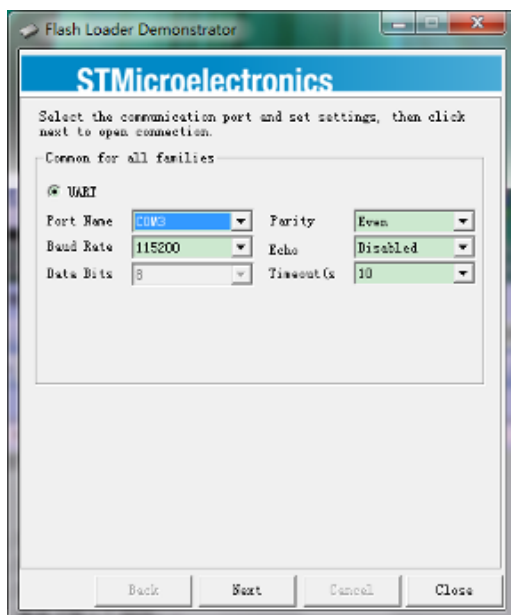 Flash Loader Demonstrator
STMicroelectronics
Select the communication port and set settings, then click
next to open connection.
Common for all families
UART
Port Name COM3 Parity Even
Baud Rate 115200 Echo Disabled
Data Bits 8 Timeout(s 10
Back Next Cancel Close